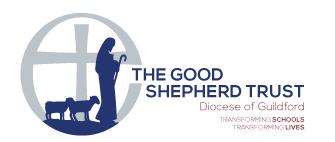 THE GOOD
SHEPHERD TRUST
Diocese of Guildford
TRANSFORMING SCHOOLS
TRANSFORMING LIVES